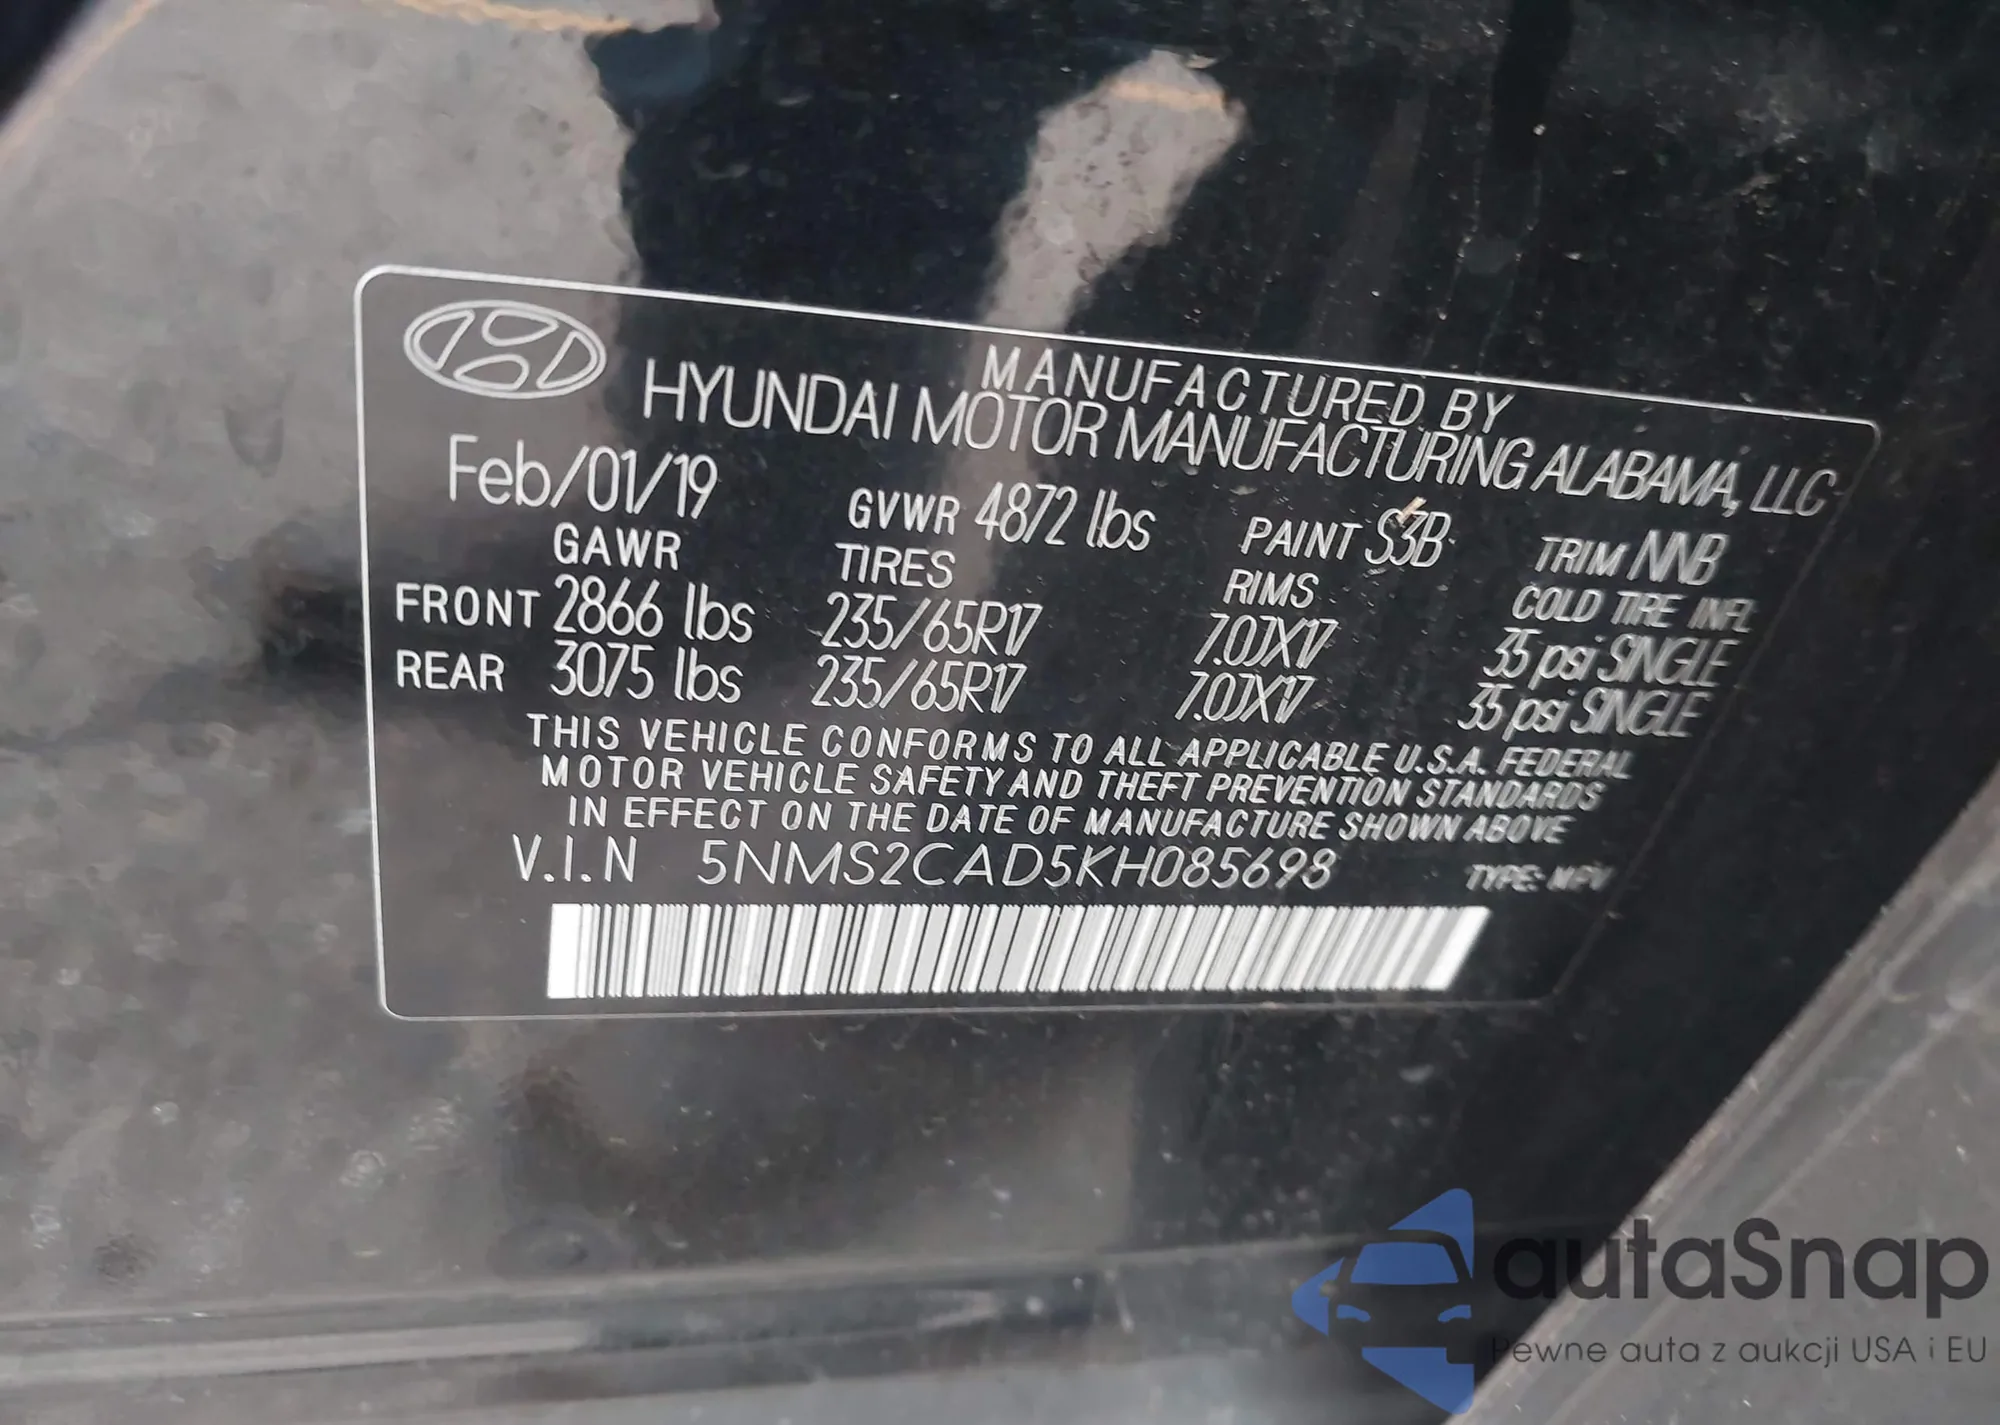 MANUFACTURED BY
HYUNDAI MOTOR MANUFACTURING ALABAMA, LLC
Feb/01/19 GVWR 4872 lbs PAINT S3B TRIM NNB
GAWR TIRES RIMS COLD TIRE INFL
FRONT 2866 lbs 235/65R17 7.0JX17 35 psi SINGLE
REAR 3075 lbs 235/65R17 7.0JX17 35 psi SINGLE
THIS VEHICLE CONFORMS TO ALL APPLICABLE U.S.A. FEDERAL
MOTOR VEHICLE SAFETY AND THEFT PREVENTION STANDARDS
IN EFFECT ON THE DATE OF MANUFACTURE SHOWN ABOVE
V.I.N 5NMS2CAD5KH085698 TYPE: MPV
autaSnap
Pewne auta z aukcji USA i EU